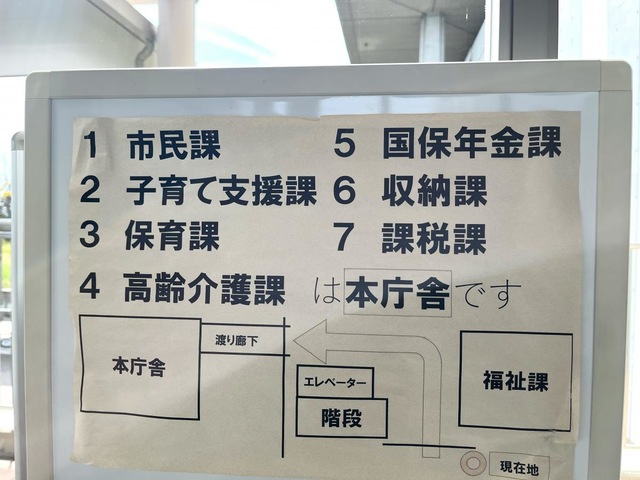 1 市民課
2 子育て支援課
3 保育課
4 高齢介護課
5 国保年金課
6 収納課
7 課税課
は本庁舎です
本庁舎
渡り廊下
エレベーター
階段
福祉課
現在地